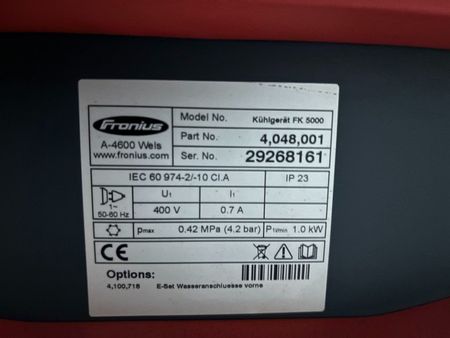 Fronius
A-4600 Wels
www.fronius.com
Model No. Kühlgerät FK 5000
Part No. 4,048,001
Ser. No. 29268161
IEC 60 974-2/-10 Cl.A IP 23
1~
50-60 Hz
U1 I1
400 V 0.7 A
pmax 0.42 MPa (4.2 bar) P1l/min 1.0 kW
CE
Options:
4,100,718 E-Set Wasseranschluesse vorne